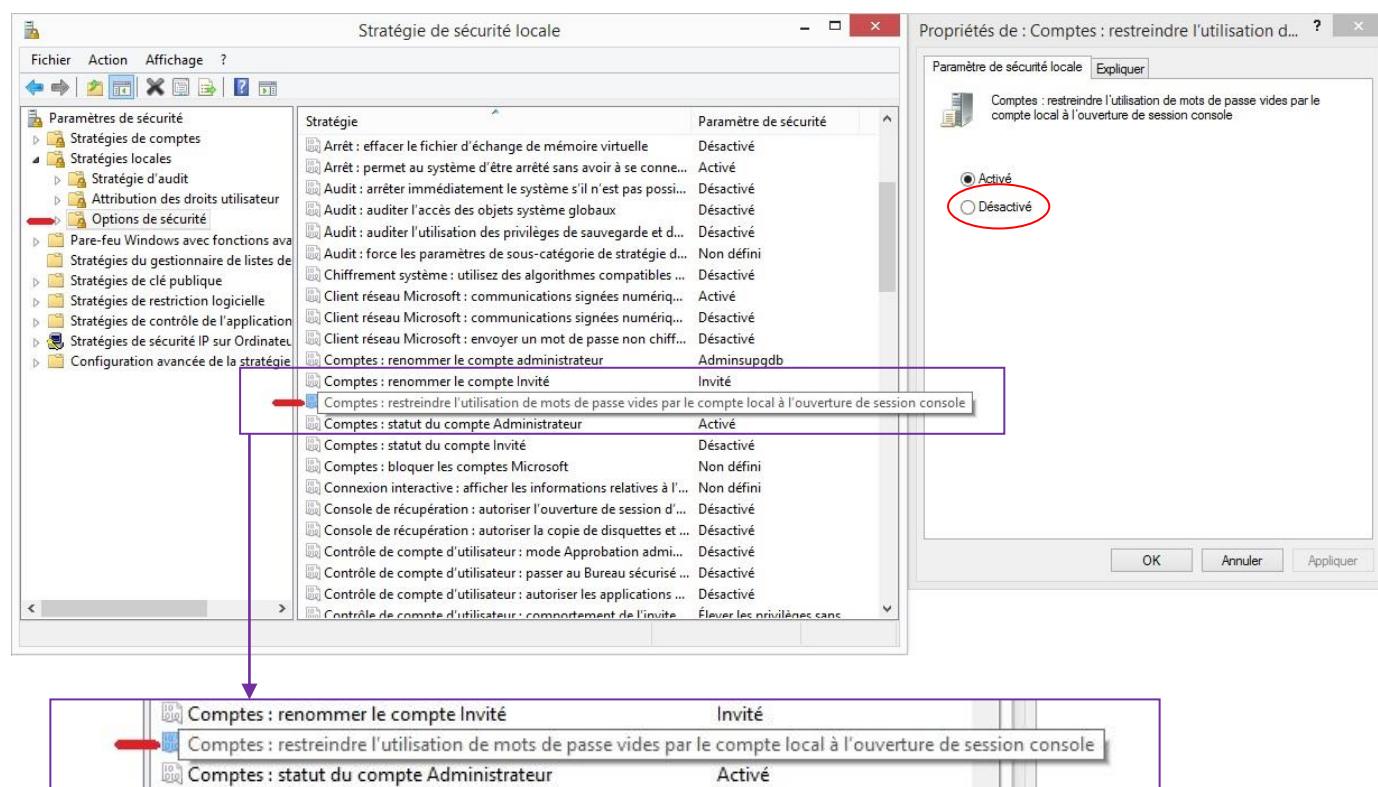 Stratégie de sécurité locale
Fichier Action Affichage ?
Paramètres de sécurité
Stratégies de comptes
Stratégies locales
Stratégie d'audit
Attribution des droits utilisateur
Options de sécurité
Pare-feu Windows avec fonctions ava
Stratégies du gestionnaire de listes de
Stratégies de clé publique
Stratégies de restriction logicielle
Stratégies de contrôle de l'application
Stratégies de sécurité IP sur Ordinateu
Configuration avancée de la stratégie
Stratégie Paramètre de sécurité
Arrêt : effacer le fichier d'échange de mémoire virtuelle Désactivé
Arrêt : permet au système d'être arrêté sans avoir à se conne... Activé
Audit : arrêter immédiatement le système s'il n'est pas possi... Désactivé
Audit : auditer l'accès des objets système globaux Désactivé
Audit : auditer l'utilisation des privilèges de sauvegarde et d... Désactivé
Audit : force les paramètres de sous-catégorie de stratégie d... Non défini
Chiffrement système : utilisez des algorithmes compatibles ... Désactivé
Client réseau Microsoft : communications signées numériq... Activé
Client réseau Microsoft : communications signées numériq... Désactivé
Client réseau Microsoft : envoyer un mot de passe non chiff... Désactivé
Comptes : renommer le compte administrateur Adminsupgdb
Comptes : renommer le compte Invité Invité
Comptes : restreindre l'utilisation de mots de passe vides par le compte local à l'ouverture de session console
Comptes : statut du compte Administrateur Activé
Comptes : statut du compte Invité Désactivé
Comptes : bloquer les comptes Microsoft Non défini
Connexion interactive : afficher les informations relatives à l'... Non défini
Console de récupération : autoriser l'ouverture de session d'... Désactivé
Console de récupération : autoriser la copie de disquettes et ... Désactivé
Contrôle de compte d'utilisateur : mode Approbation admi... Désactivé
Contrôle de compte d'utilisateur : passer au Bureau sécurisé ... Désactivé
Contrôle de compte d'utilisateur : autoriser les applications ... Désactivé
Contrôle de compte d'utilisateur : comportement de l'invite Élever les privilèges sans
Propriétés de : Comptes : restreindre l'utilisation d... ?
Paramètre de sécurité locale Expliquer
Comptes : restreindre l'utilisation de mots de passe vides par le
compte local à l'ouverture de session console
Activé
Désactivé
OK Annuler Appliquer
Comptes : renommer le compte Invité Invité
Comptes : restreindre l'utilisation de mots de passe vides par le compte local à l'ouverture de session console
Comptes : statut du compte Administrateur Activé